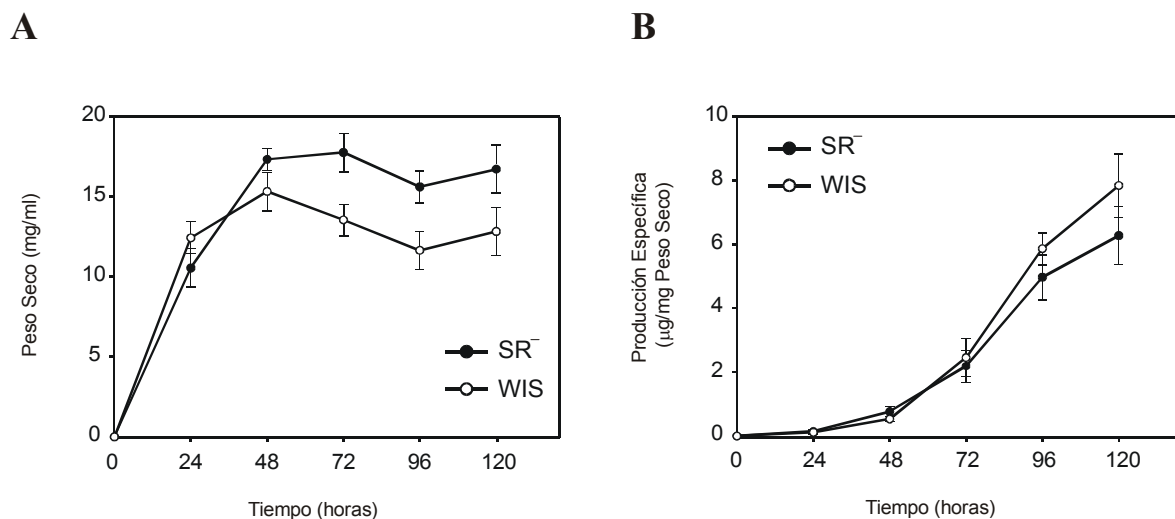 A
20
15
10
5
0
Peso Seco (mg/ml)
SR⁻
WIS
0 24 48 72 96 120
Tiempo (horas)
B
10
8
6
4
2
0
Producción Específica
(µg/mg Peso Seco)
SR⁻
WIS
0 24 48 72 96 120
Tiempo (horas)